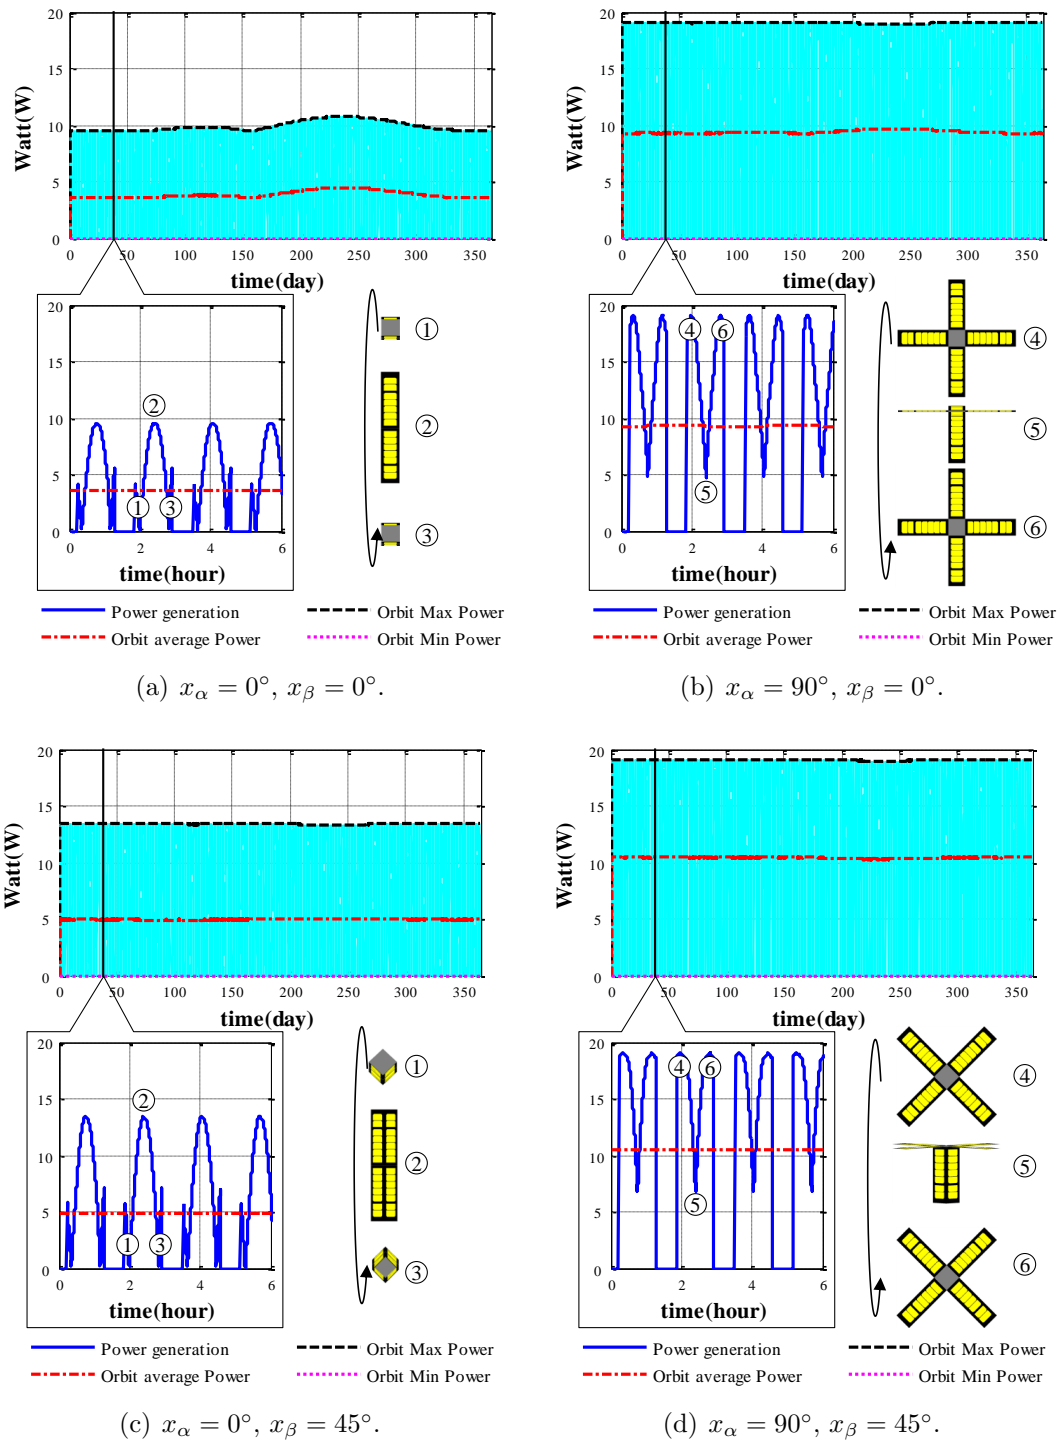 20
15
10
5
0
Watt(W)
0 50 100 150 200 250 300 350
time(day)
20
15
10
5
0
0 2 4 6
② ① ③
time(hour)
①
②
③
Power generation
Orbit Max Power
Orbit average Power
Orbit Min Power
(a) xα = 0°, xβ = 0°.
20
15
10
5
0
Watt(W)
0 50 100 150 200 250 300 350
time(day)
20
15
10
5
0
0 2 4 6
④ ⑥ ⑤
time(hour)
④
⑤
⑥
Power generation
Orbit Max Power
Orbit average Power
Orbit Min Power
(b) xα = 90°, xβ = 0°.
20
15
10
5
0
Watt(W)
0 50 100 150 200 250 300 350
time(day)
20
15
10
5
0
0 2 4 6
② ① ③
time(hour)
①
②
③
Power generation
Orbit Max Power
Orbit average Power
Orbit Min Power
(c) xα = 0°, xβ = 45°.
20
15
10
5
0
Watt(W)
0 50 100 150 200 250 300 350
time(day)
20
15
10
5
0
0 2 4 6
④ ⑥ ⑤
time(hour)
④
⑤
⑥
Power generation
Orbit Max Power
Orbit average Power
Orbit Min Power
(d) xα = 90°, xβ = 45°.